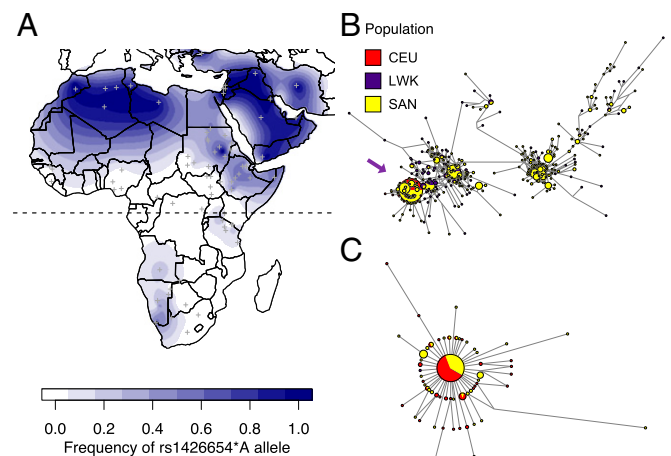 A
B
Population
CEU
LWK
SAN
C
0.0 0.2 0.4 0.6 0.8 1.0
Frequency of rs1426654*A allele